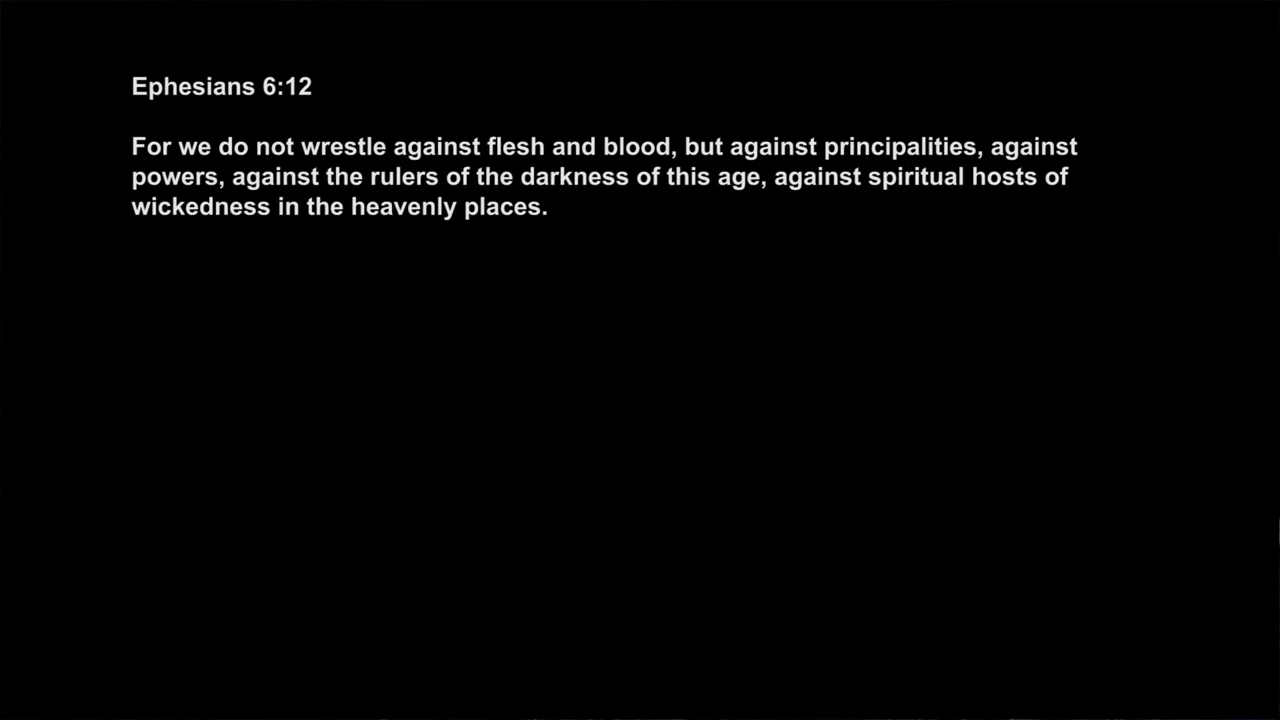 Ephesians 6:12
For we do not wrestle against flesh and blood, but against principalities, against
powers, against the rulers of the darkness of this age, against spiritual hosts of
wickedness in the heavenly places.